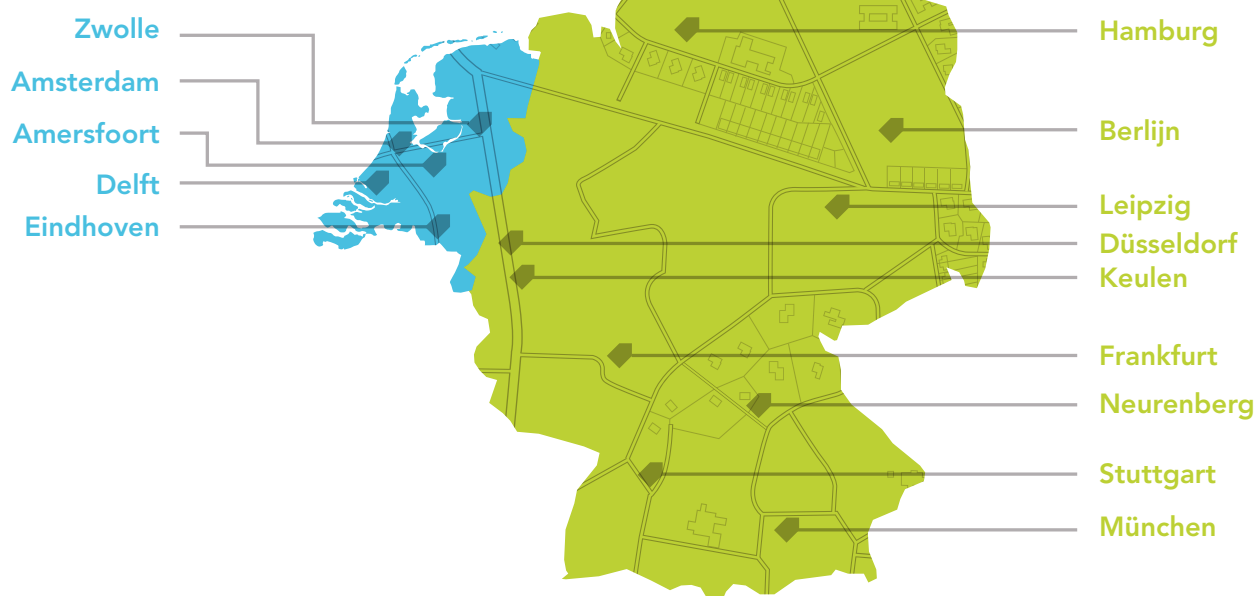 Zwolle
Amsterdam
Amersfoort
Delft
Eindhoven
Hamburg
Berlijn
Leipzig
Düsseldorf
Keulen
Frankfurt
Neurenberg
Stuttgart
München